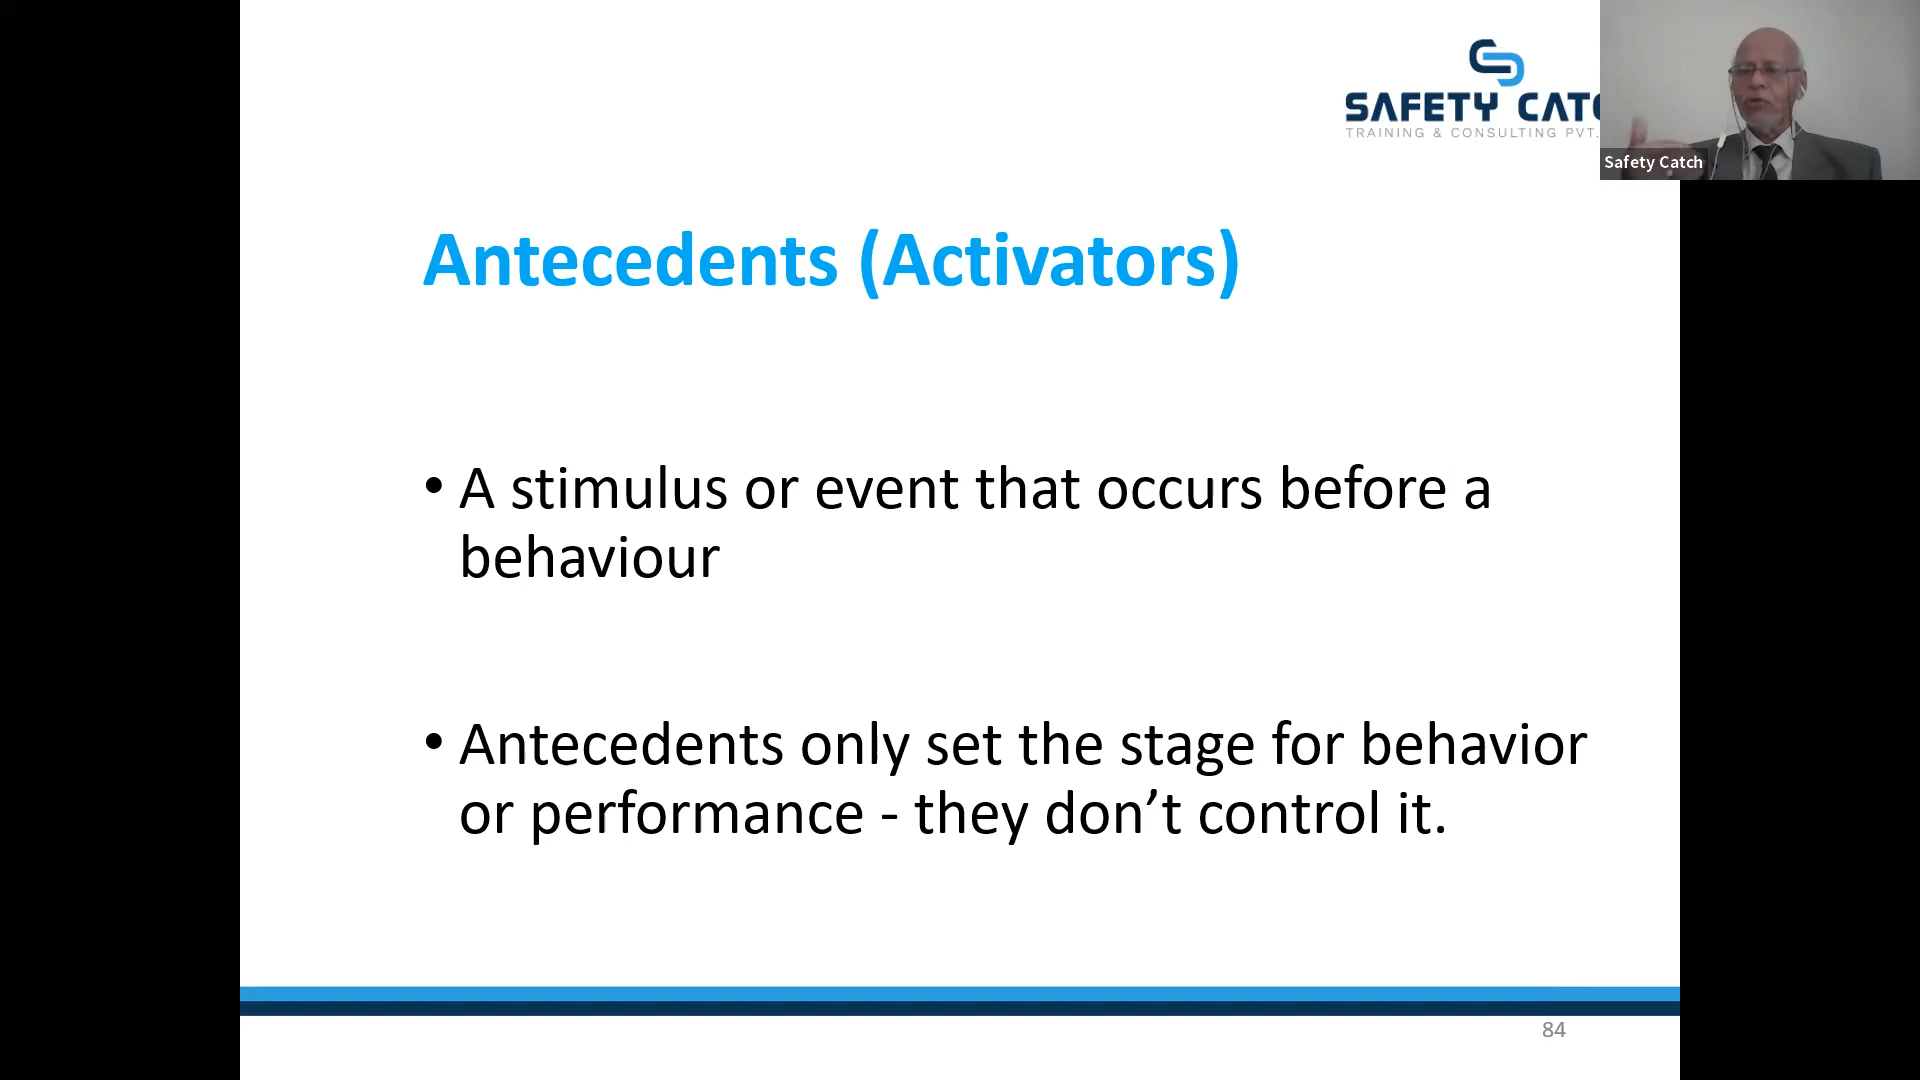 SAFETY CATC
TRAINING & CONSULTING PVT.
Safety Catch
Antecedents (Activators)
• A stimulus or event that occurs before a
behaviour
• Antecedents only set the stage for behavior
or performance - they don’t control it.
84